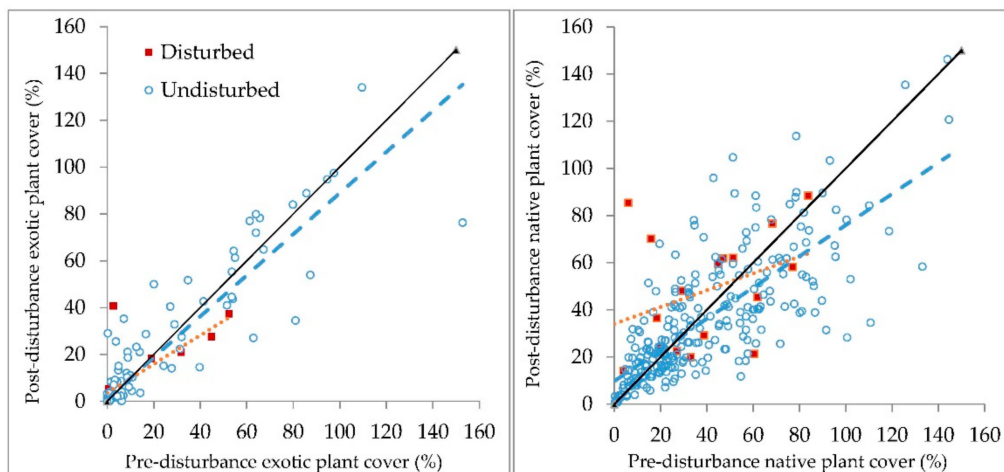 160
140
120
100
80
60
40
20
0
Post-disturbance exotic plant cover (%)
Disturbed
Undisturbed
0 20 40 60 80 100 120 140 160
Pre-disturbance exotic plant cover (%)
160
140
120
100
80
60
40
20
0
Post-disturbance native plant cover (%)
0 20 40 60 80 100 120 140 160
Pre-disturbance native plant cover (%)